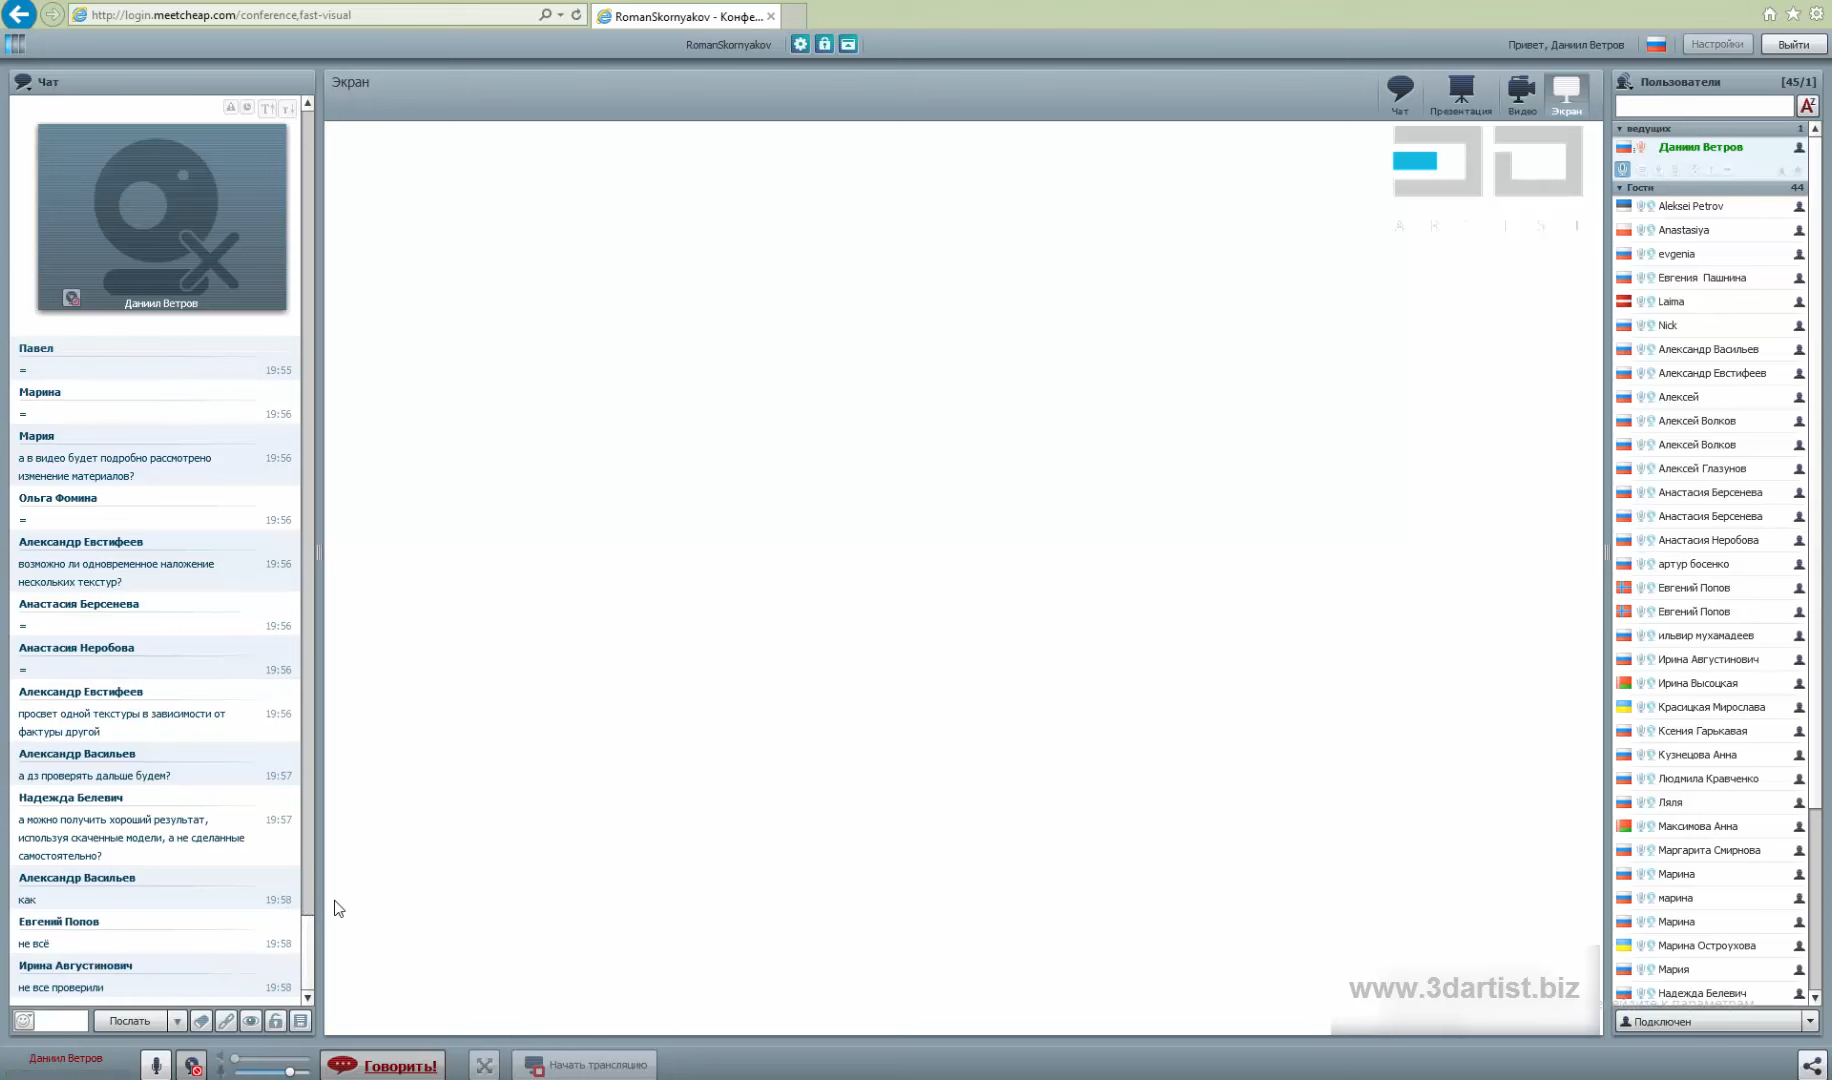 http://login.meetcheap.com/conference,fast-visual
RomanSkornyakov - Конфе...
RomanSkornyakov
Привет, Даниил Ветров
Настройки
Выйти
Чат
Даниил Ветров
Павел
=
19:55
Марина
=
19:56
Мария
а в видео будет подробно рассмотрено
19:56
изменение материалов?
Ольга Фомина
=
19:56
Александр Евстифеев
возможно ли одновременное наложение
19:56
нескольких текстур?
Анастасия Берсенева
=
19:56
Анастасия Неробова
=
19:56
Александр Евстифеев
просвет одной текстуры в зависимости от
19:56
фактуры другой
Александр Васильев
а дз проверять дальше будем?
19:57
Надежда Белевич
а можно получить хороший результат,
19:57
используя скаченные модели, а не сделанные
самостоятельно?
Александр Васильев
как
19:58
Евгений Попов
не всё
19:58
Ирина Августинович
не все проверили
19:58
Послать
Даниил Ветров
Говорить!
Начать трансляцию
Экран
Чат
Презентация
Видео
Экран
www.3dartist.biz
Пользователи
[45/1]
ведущих
1
Даниил Ветров
Гости
44
Aleksei Petrov
Anastasiya
evgenia
Евгения Пашнина
Laima
Nick
Александр Васильев
Александр Евстифеев
Алексей
Алексей Волков
Алексей Волков
Алексей Глазунов
Анастасия Берсенева
Анастасия Берсенева
Анастасия Неробова
артур босенко
Евгений Попов
Евгений Попов
ильвир мухамадеев
Ирина Августинович
Ирина Высоцкая
Красицкая Мирослава
Ксения Гарькавая
Кузнецова Анна
Людмила Кравченко
Ляля
Максимова Анна
Маргарита Смирнова
Марина
марина
Марина
Марина Остроухова
Мария
Надежда Белевич
Подключен